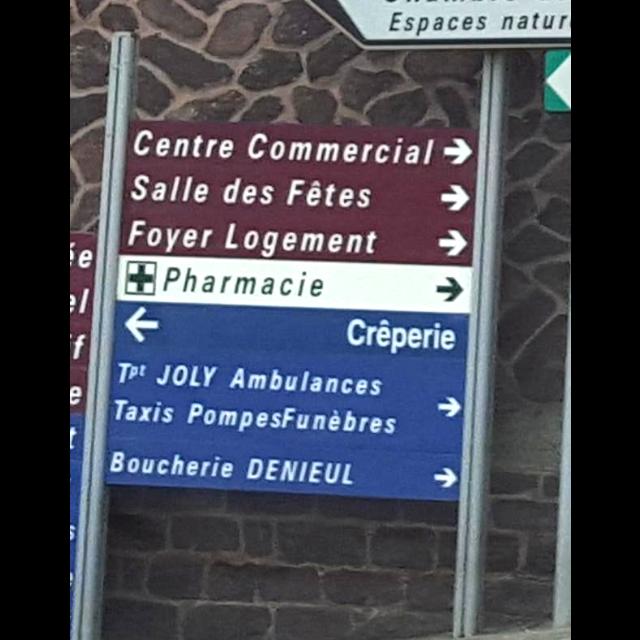 Espaces natur
Centre Commercial
Salle des Fêtes
Foyer Logement
Pharmacie
Crêperie
Tpt JOLY Ambulances
Taxis PompesFunèbres
Boucherie DENIEUL